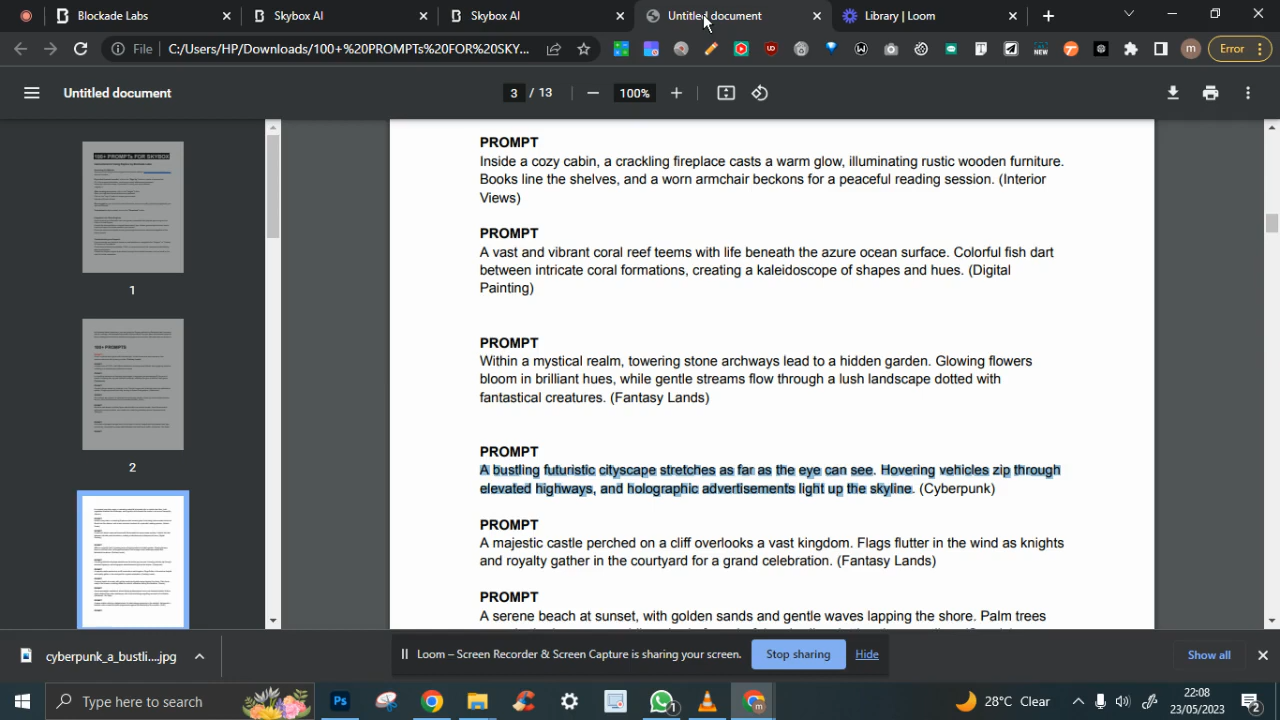 Blockade Labs
Skybox AI
Skybox AI
Untitled document
Library | Loom
File
C:/Users/HP/Downloads/100+%20PROMPTs%20FOR%20SKY...
NEW
m
Error
Untitled document
3 / 13
100%
PROMPT
Inside a cozy cabin, a crackling fireplace casts a warm glow, illuminating rustic wooden furniture.
Books line the shelves, and a worn armchair beckons for a peaceful reading session. (Interior
Views)
PROMPT
A vast and vibrant coral reef teems with life beneath the azure ocean surface. Colorful fish dart
between intricate coral formations, creating a kaleidoscope of shapes and hues. (Digital
Painting)
PROMPT
Within a mystical realm, towering stone archways lead to a hidden garden. Glowing flowers
bloom in brilliant hues, while gentle streams flow through a lush landscape dotted with
fantastical creatures. (Fantasy Lands)
PROMPT
A bustling futuristic cityscape stretches as far as the eye can see. Hovering vehicles zip through
elevated highways, and holographic advertisements light up the skyline. (Cyberpunk)
PROMPT
A majestic castle perched on a cliff overlooks a vast kingdom. Flags flutter in the wind as knights
and royalty gather in the courtyard for a grand celebration. (Fantasy Lands)
PROMPT
A serene beach at sunset, with golden sands and gentle waves lapping the shore. Palm trees
100+ PROMPTs FOR SKYBOX
1
100+ PROMPTS
2
cyberpunk_a_bustli....jpg
Loom – Screen Recorder & Screen Capture is sharing your screen.
Stop sharing
Hide
Show all
Type here to search
Ps
1
m
28°C Clear
22:08
23/05/2023
2